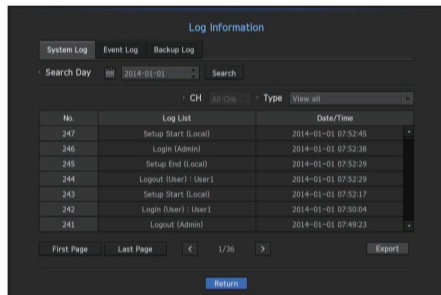 Log Information
System Log Event Log Backup Log
· Search Day 2014-01-01 Search
· CH All CHs · Type View all
No. Log List Date/Time
247 Setup Start (Local) 2014-01-01 07:52:45
246 Login (Admin) 2014-01-01 07:52:38
245 Setup End (Local) 2014-01-01 07:52:29
244 Logout (User) : User1 2014-01-01 07:52:29
243 Setup Start (Local) 2014-01-01 07:52:17
242 Login (User) : User1 2014-01-01 07:50:04
241 Logout (Admin) 2014-01-01 07:49:23
First Page Last Page < 1/36 > Export
Return